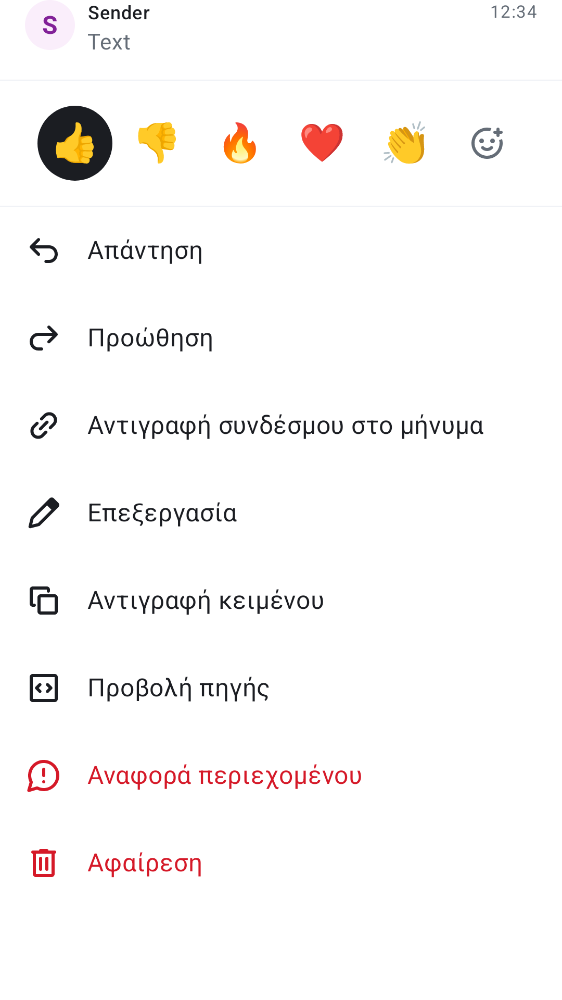 S
Sender
12:34
Text
Απάντηση
Προώθηση
Αντιγραφή συνδέσμου στο μήνυμα
Επεξεργασία
Αντιγραφή κειμένου
Προβολή πηγής
Αναφορά περιεχομένου
Αφαίρεση